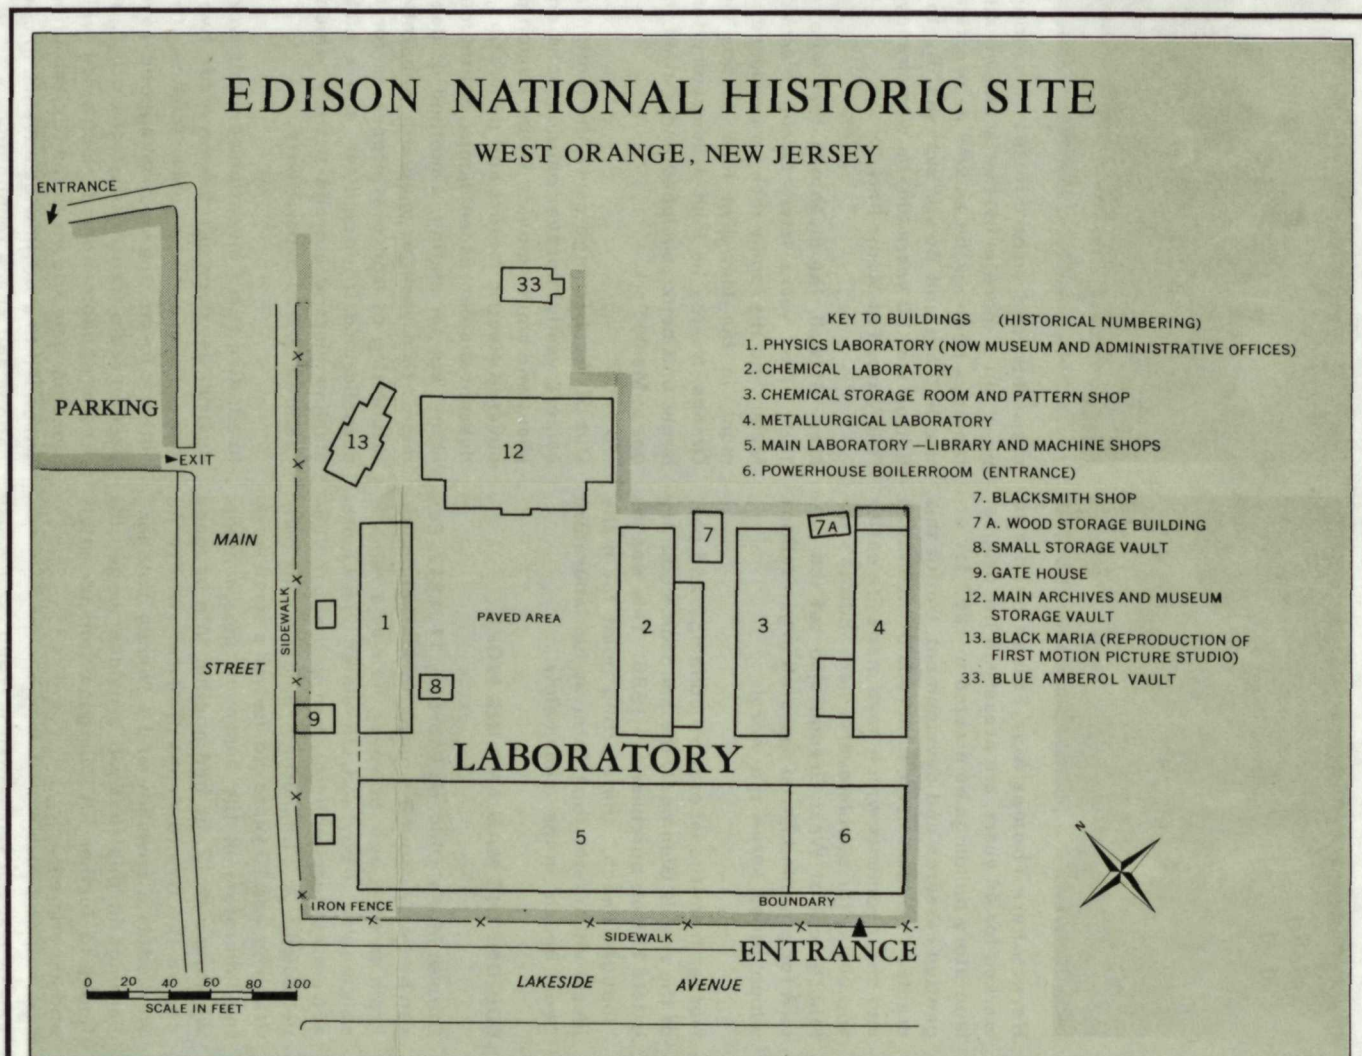 EDISON NATIONAL HISTORIC SITE
WEST ORANGE, NEW JERSEY
ENTRANCE
33
KEY TO BUILDINGS (HISTORICAL NUMBERING)
1. PHYSICS LABORATORY (NOW MUSEUM AND ADMINISTRATIVE OFFICES)
2. CHEMICAL LABORATORY
3. CHEMICAL STORAGE ROOM AND PATTERN SHOP
4. METALLURGICAL LABORATORY
5. MAIN LABORATORY—LIBRARY AND MACHINE SHOPS
6. POWERHOUSE BOILERROOM (ENTRANCE)
7. BLACKSMITH SHOP
7 A. WOOD STORAGE BUILDING
8. SMALL STORAGE VAULT
9. GATE HOUSE
12. MAIN ARCHIVES AND MUSEUM
STORAGE VAULT
13. BLACK MARIA (REPRODUCTION OF
FIRST MOTION PICTURE STUDIO)
33. BLUE AMBEROL VAULT
PARKING
EXIT
13
12
7
7A
MAIN
STREET
SIDEWALK
1
PAVED AREA
2
3
4
8
9
LABORATORY
5
6
N
IRON FENCE
BOUNDARY
SIDEWALK
ENTRANCE
LAKESIDE AVENUE
0 20 40 60 80 100
SCALE IN FEET